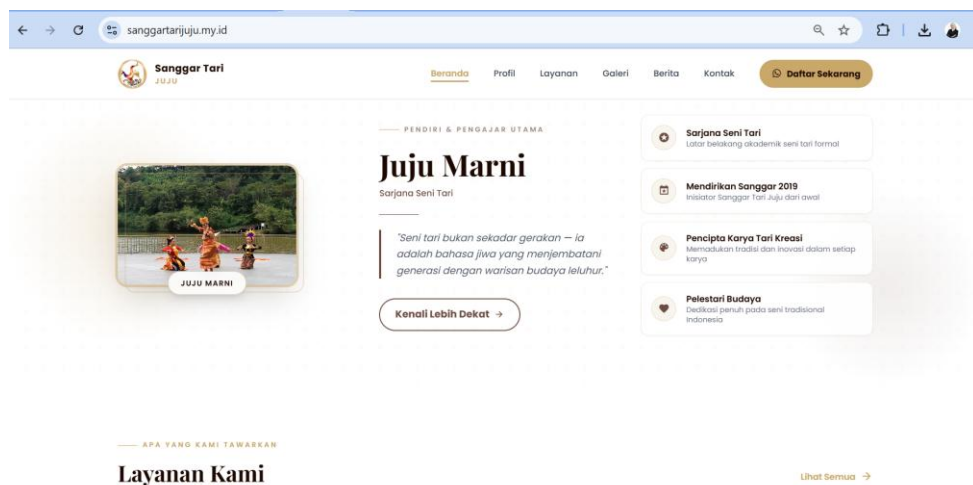 sanggartarijuju.my.id
Sanggar Tari
JUJU
Beranda
Profil
Layanan
Galeri
Berita
Kontak
Daftar Sekarang
JUJU MARNI
PENDIRI & PENGAJAR UTAMA
Juju Marni
Sarjana Seni Tari
"Seni tari bukan sekadar gerakan — ia
adalah bahasa jiwa yang menjembatani
generasi dengan warisan budaya leluhur."
Kenali Lebih Dekat →
Sarjana Seni Tari
Latar belakang akademik seni tari formal
Mendirikan Sanggar 2019
Inisiator Sanggar Tari Juju dari awal
Pencipta Karya Tari Kreasi
Memadukan tradisi dan inovasi dalam setiap
karya
Pelestari Budaya
Dedikasi penuh pada seni tradisional
Indonesia
APA YANG KAMI TAWARKAN
Layanan Kami
Lihat Semua →